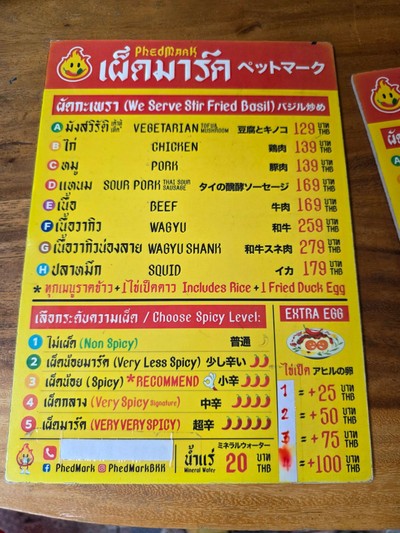 PHEDMARK
เผ็ดมาร์ค ペットマーク
ผัดกะเพรา (We Serve Stir Fried Basil) バジル炒め
A มังสวิรัติ เต้าหู้ เห็ด VEGETARIAN TOFU & MUSHROOM 豆腐とキノコ 129 บาท THB
B ไก่ CHICKEN 鶏肉 139 บาท THB
C หมู PORK 豚肉 139 บาท THB
D แหนม SOUR PORK THAI SOUR SAUSAGE タイの醗酵ソーセージ 169 บาท THB
E เนื้อ BEEF 牛肉 169 บาท THB
F เนื้อวากิว WAGYU 和牛 259 บาท THB
G เนื้อวากิวน่องลาย WAGYU SHANK 和牛スネ肉 279 บาท THB
H ปลาหมึก SQUID イカ 179 บาท THB
* ทุกเมนูราดข้าว+1ไข่เป็ดดาว Includes Rice + 1 Fried Duck Egg
เลือกระดับความเผ็ด / Choose Spicy Level:
1 ไม่เผ็ด (Non Spicy) 普通
2 เผ็ดน้อยมาร์ค (Very Less Spicy) 少し辛い
3 เผ็ดน้อย (Spicy) *RECOMMEND 小辛
4 เผ็ดกลาง (Very Spicy Signature) 中辛
5 เผ็ดมาร์ค (VERY VERY SPICY) 超辛
EXTRA EGG
ไข่เป็ด アヒルの卵
1 = +25 บาท THB
2 = +50 บาท THB
3 = +75 บาท THB
= +100 บาท THB
PhedMark PhedMarkBKK
น้ำแร่ Mineral Water ミネラルウォーター 20 บาท THB